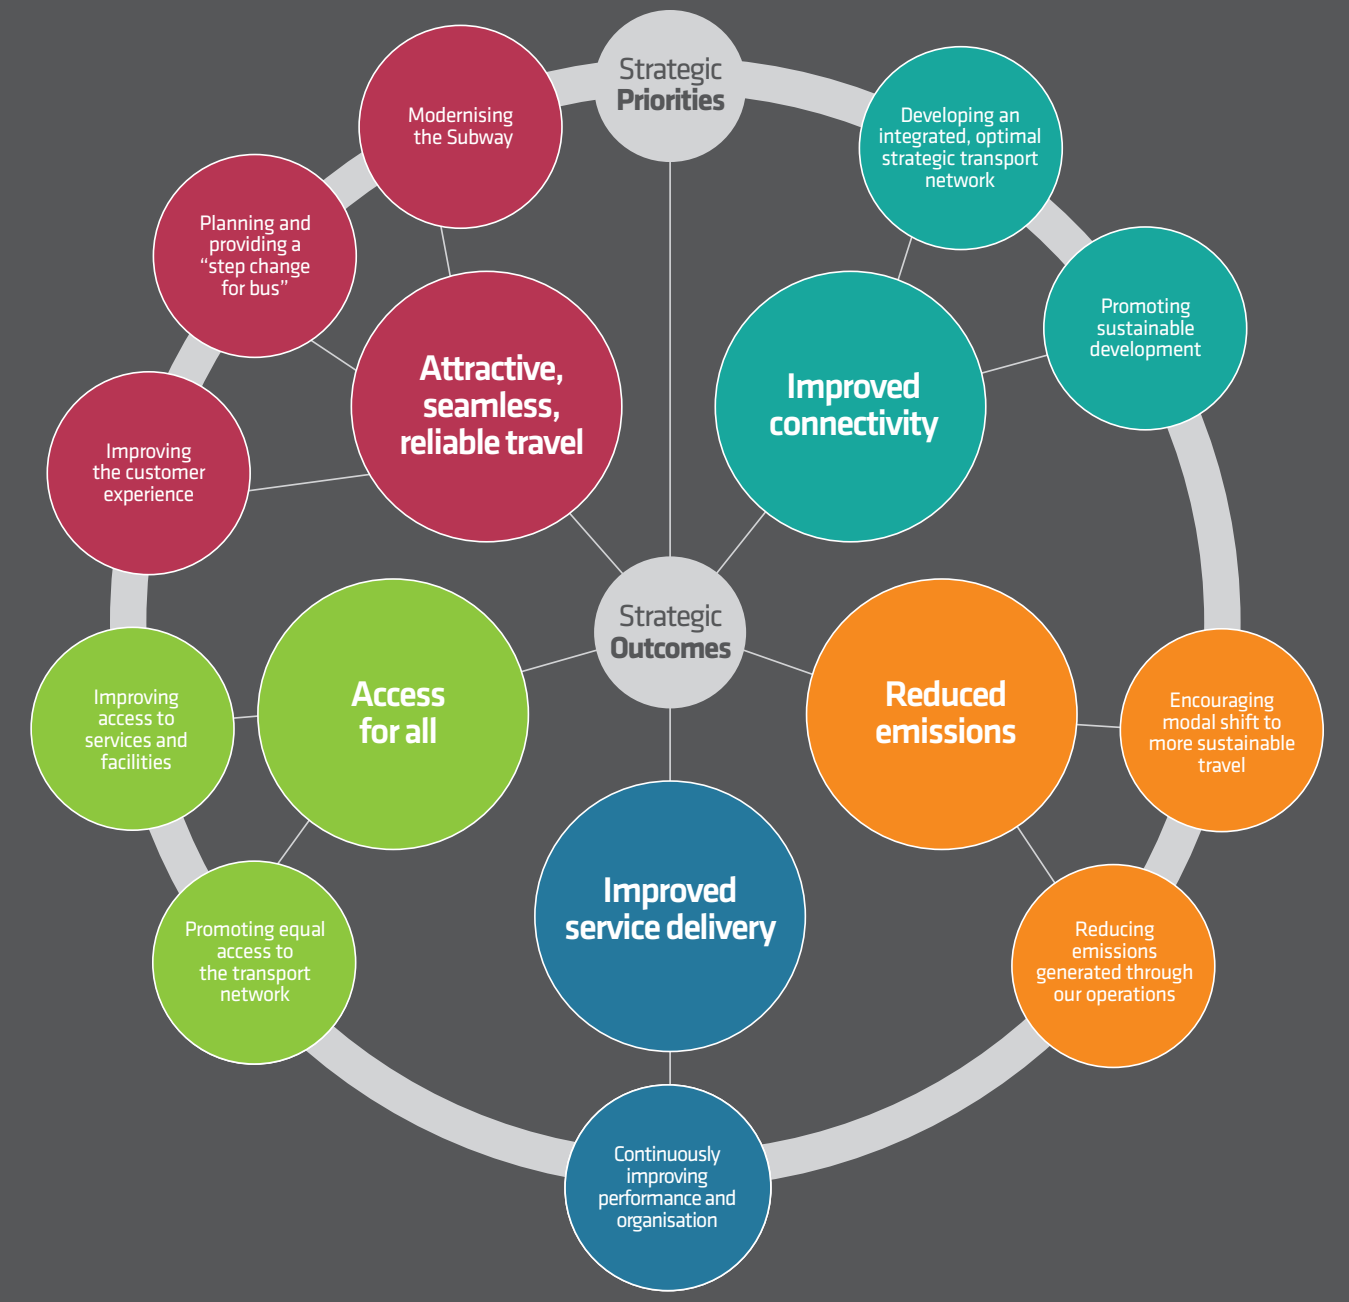 Strategic
Priorities
Modernising
the Subway
Developing an
integrated, optimal
strategic transport
network
Planning and
providing a
“step change
for bus”
Promoting
sustainable
development
Attractive,
seamless,
reliable travel
Improved
connectivity
Improving
the customer
experience
Strategic
Outcomes
Improving
access to
services and
facilities
Access
for all
Reduced
emissions
Encouraging
modal shift to
more sustainable
travel
Improved
service delivery
Promoting equal
access to
the transport
network
Reducing
emissions
generated through
our operations
Continuously
improving
performance and
organisation